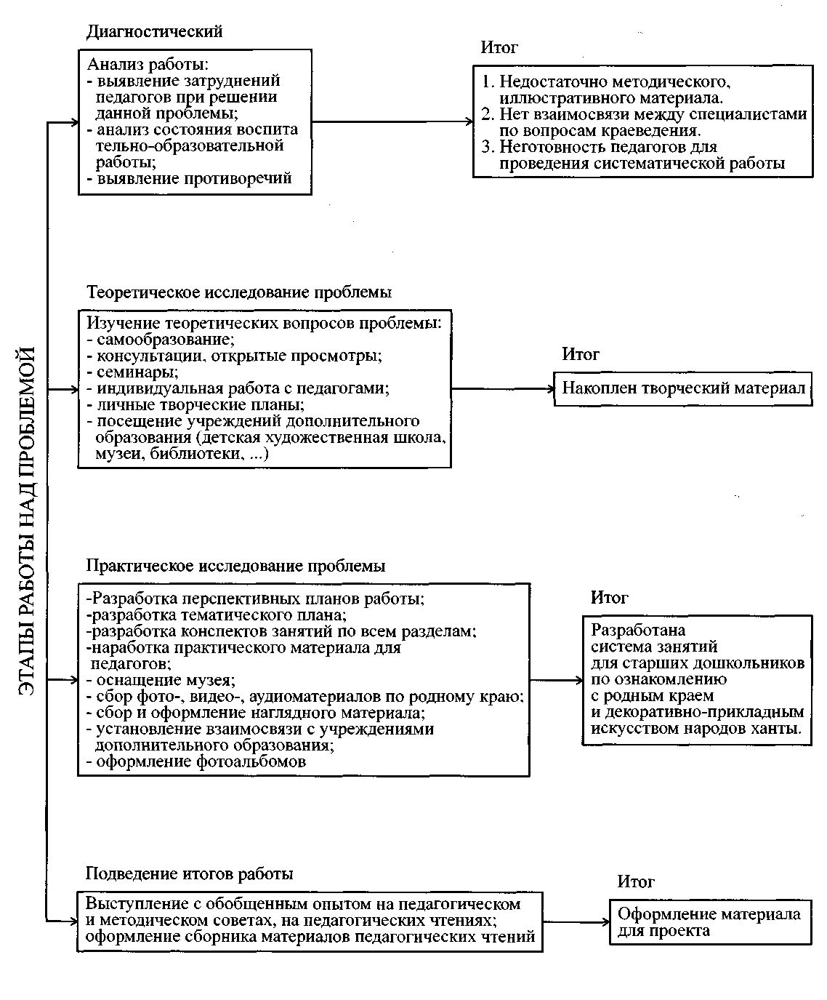 ЭТАПЫ РАБОТЫ НАД ПРОБЛЕМОЙ
Диагностический
Анализ работы:
- выявление затруднений
педагогов при решении
данной проблемы;
- анализ состояния воспита
тельно-образовательной
работы;
- выявление противоречий
Итог
1. Недостаточно методического,
иллюстративного материала.
2. Нет взаимосвязи между специалистами
по вопросам краеведения.
3. Неготовность педагогов для
проведения систематической работы
Теоретическое исследование проблемы
Изучение теоретических вопросов проблемы:
- самообразование;
- консультации, открытые просмотры;
- семинары;
- индивидуальная работа с педагогами;
- личные творческие планы;
- посещение учреждений дополнительного
образования (детская художественная школа,
музеи, библиотеки, ...)
Итог
Накоплен творческий материал
Практическое исследование проблемы
-Разработка перспективных планов работы;
-разработка тематического плана;
-разработка конспектов занятий по всем разделам;
-наработка практического материала для
педагогов;
- оснащение музея;
- сбор фото-, видео-, аудиоматериалов по родному краю;
- сбор и оформление наглядного материала;
- установление взаимосвязи с учреждениями
дополнительного образования;
- оформление фотоальбомов
Итог
Разработана
система занятий
для старших дошкольников
по ознакомлению
с родным краем
и декоративно-прикладным
искусством народов ханты.
Подведение итогов работы
Выступление с обобщенным опытом на педагогическом
и методическом советах, на педагогических чтениях;
оформление сборника материалов педагогических чтений
Итог
Оформление материала
для проекта